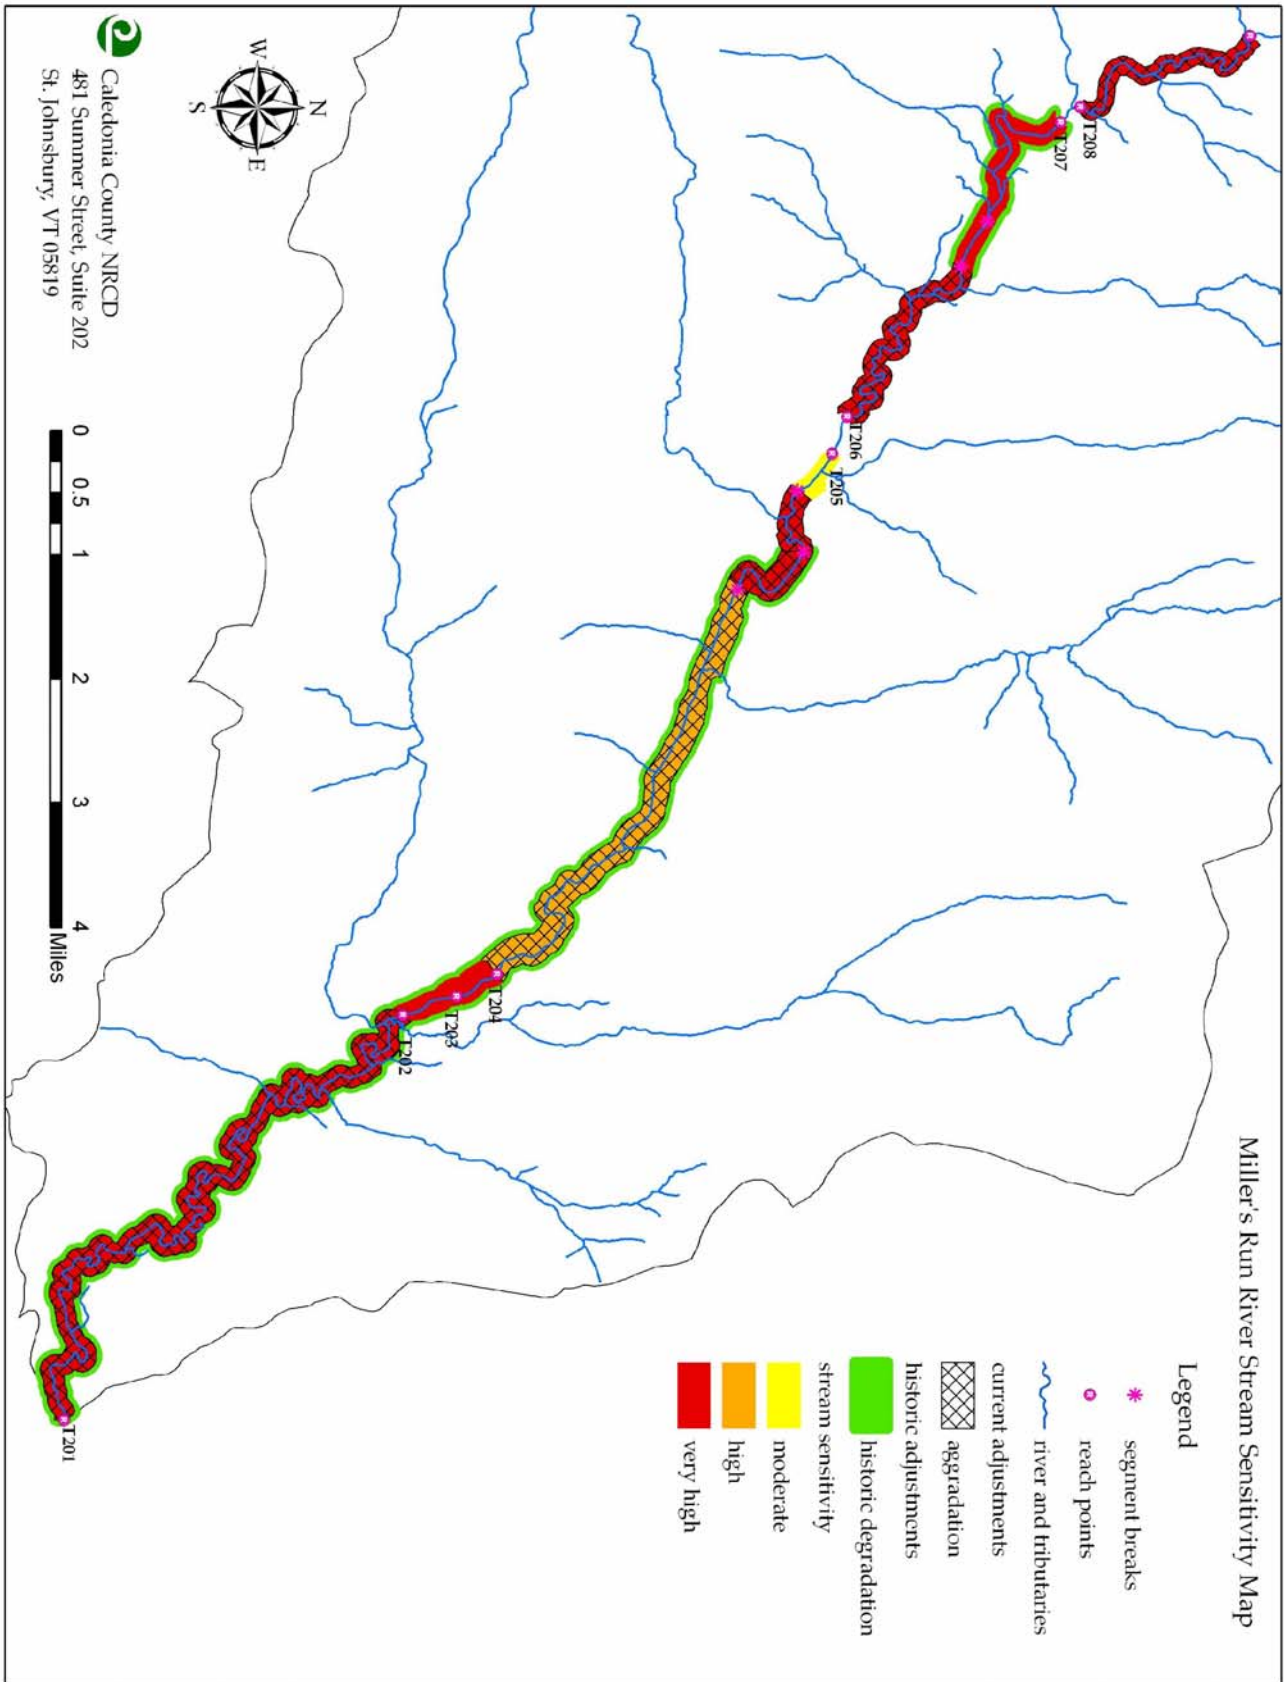 Miller's Run River Stream Sensitivity Map
Legend
segment breaks
reach points
river and tributaries
current adjustments
aggradation
historic adjustments
historic degradation
stream sensitivity
moderate
high
very high
T208
T207
T206
T205
T204
T203
T202
T201
N
W
E
S
Caledonia County NRCD
481 Summer Street, Suite 202
St. Johnsbury, VT 05819
0 0.5 1 2 3 4
Miles